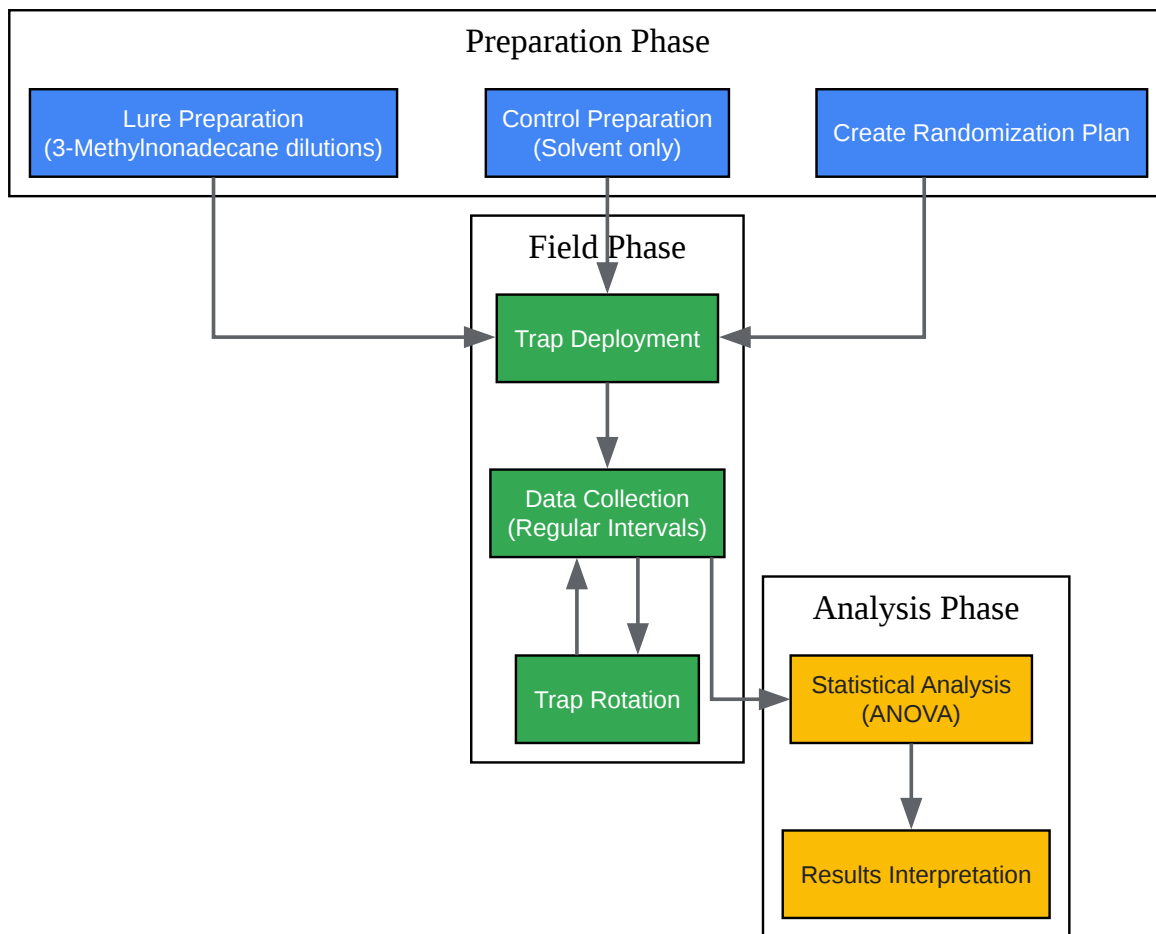 Preparation Phase
Lure Preparation
(3-Methylnonadecane dilutions)
Control Preparation
(Solvent only)
Create Randomization Plan
Field Phase
Trap Deployment
Data Collection
(Regular Intervals)
Trap Rotation
Analysis Phase
Statistical Analysis
(ANOVA)
Results Interpretation